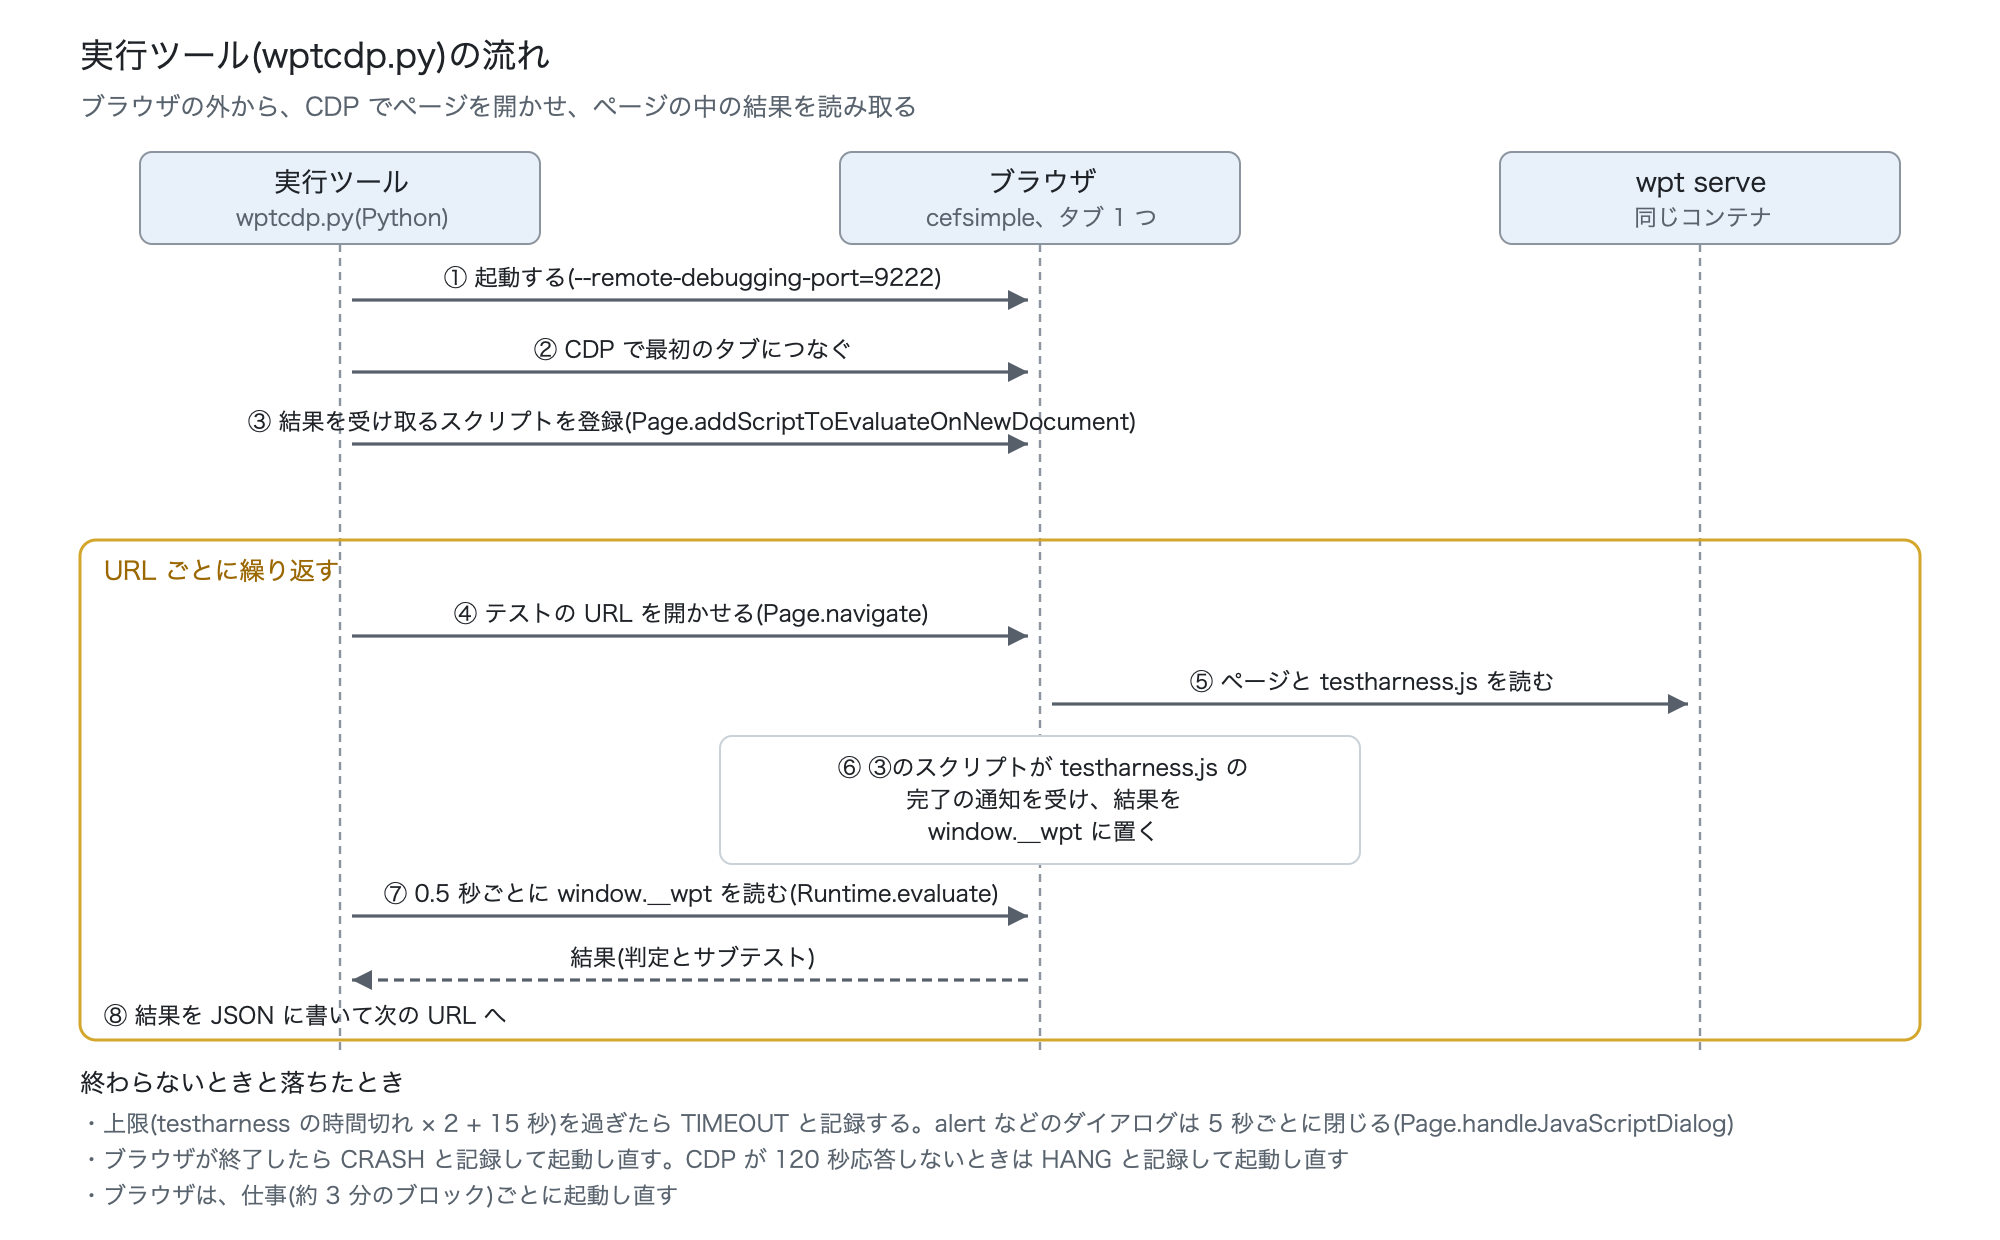 実行ツール(wptcdp.py)の流れ
ブラウザの外から、CDP でページを開かせ、ページの中の結果を読み取る
実行ツール
wptcdp.py(Python)
ブラウザ
cefsimple、タブ 1 つ
wpt serve
同じコンテナ
① 起動する(--remote-debugging-port=9222)
② CDP で最初のタブにつなぐ
③ 結果を受け取るスクリプトを登録(Page.addScriptToEvaluateOnNewDocument)
URL ごとに繰り返す
④ テストの URL を開かせる(Page.navigate)
⑤ ページと testharness.js を読む
⑥ ③のスクリプトが testharness.js の
完了の通知を受け、結果を
window.__wpt に置く
⑦ 0.5 秒ごとに window.__wpt を読む(Runtime.evaluate)
結果(判定とサブテスト)
⑧ 結果を JSON に書いて次の URL へ
終わらないときと落ちたとき
・上限(testharness の時間切れ × 2 + 15 秒)を過ぎたら TIMEOUT と記録する。alert などのダイアログは 5 秒ごとに閉じる(Page.handleJavaScriptDialog)
・ブラウザが終了したら CRASH と記録して起動し直す。CDP が 120 秒応答しないときは HANG と記録して起動し直す
・ブラウザは、仕事(約 3 分のブロック)ごとに起動し直す